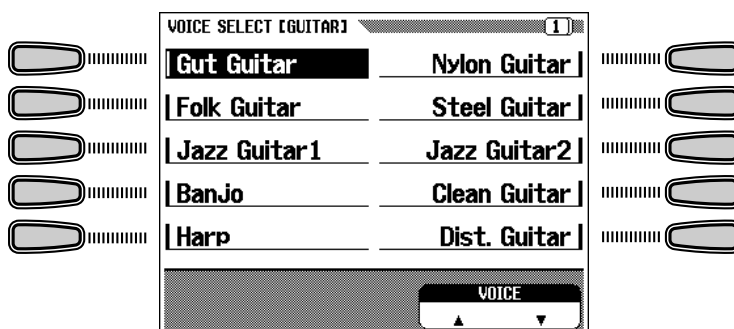 VOICE SELECT [GUITAR] 1
Gut Guitar Nylon Guitar
Folk Guitar Steel Guitar
Jazz Guitar1 Jazz Guitar2
Banjo Clean Guitar
Harp Dist. Guitar
VOICE
▲ ▼